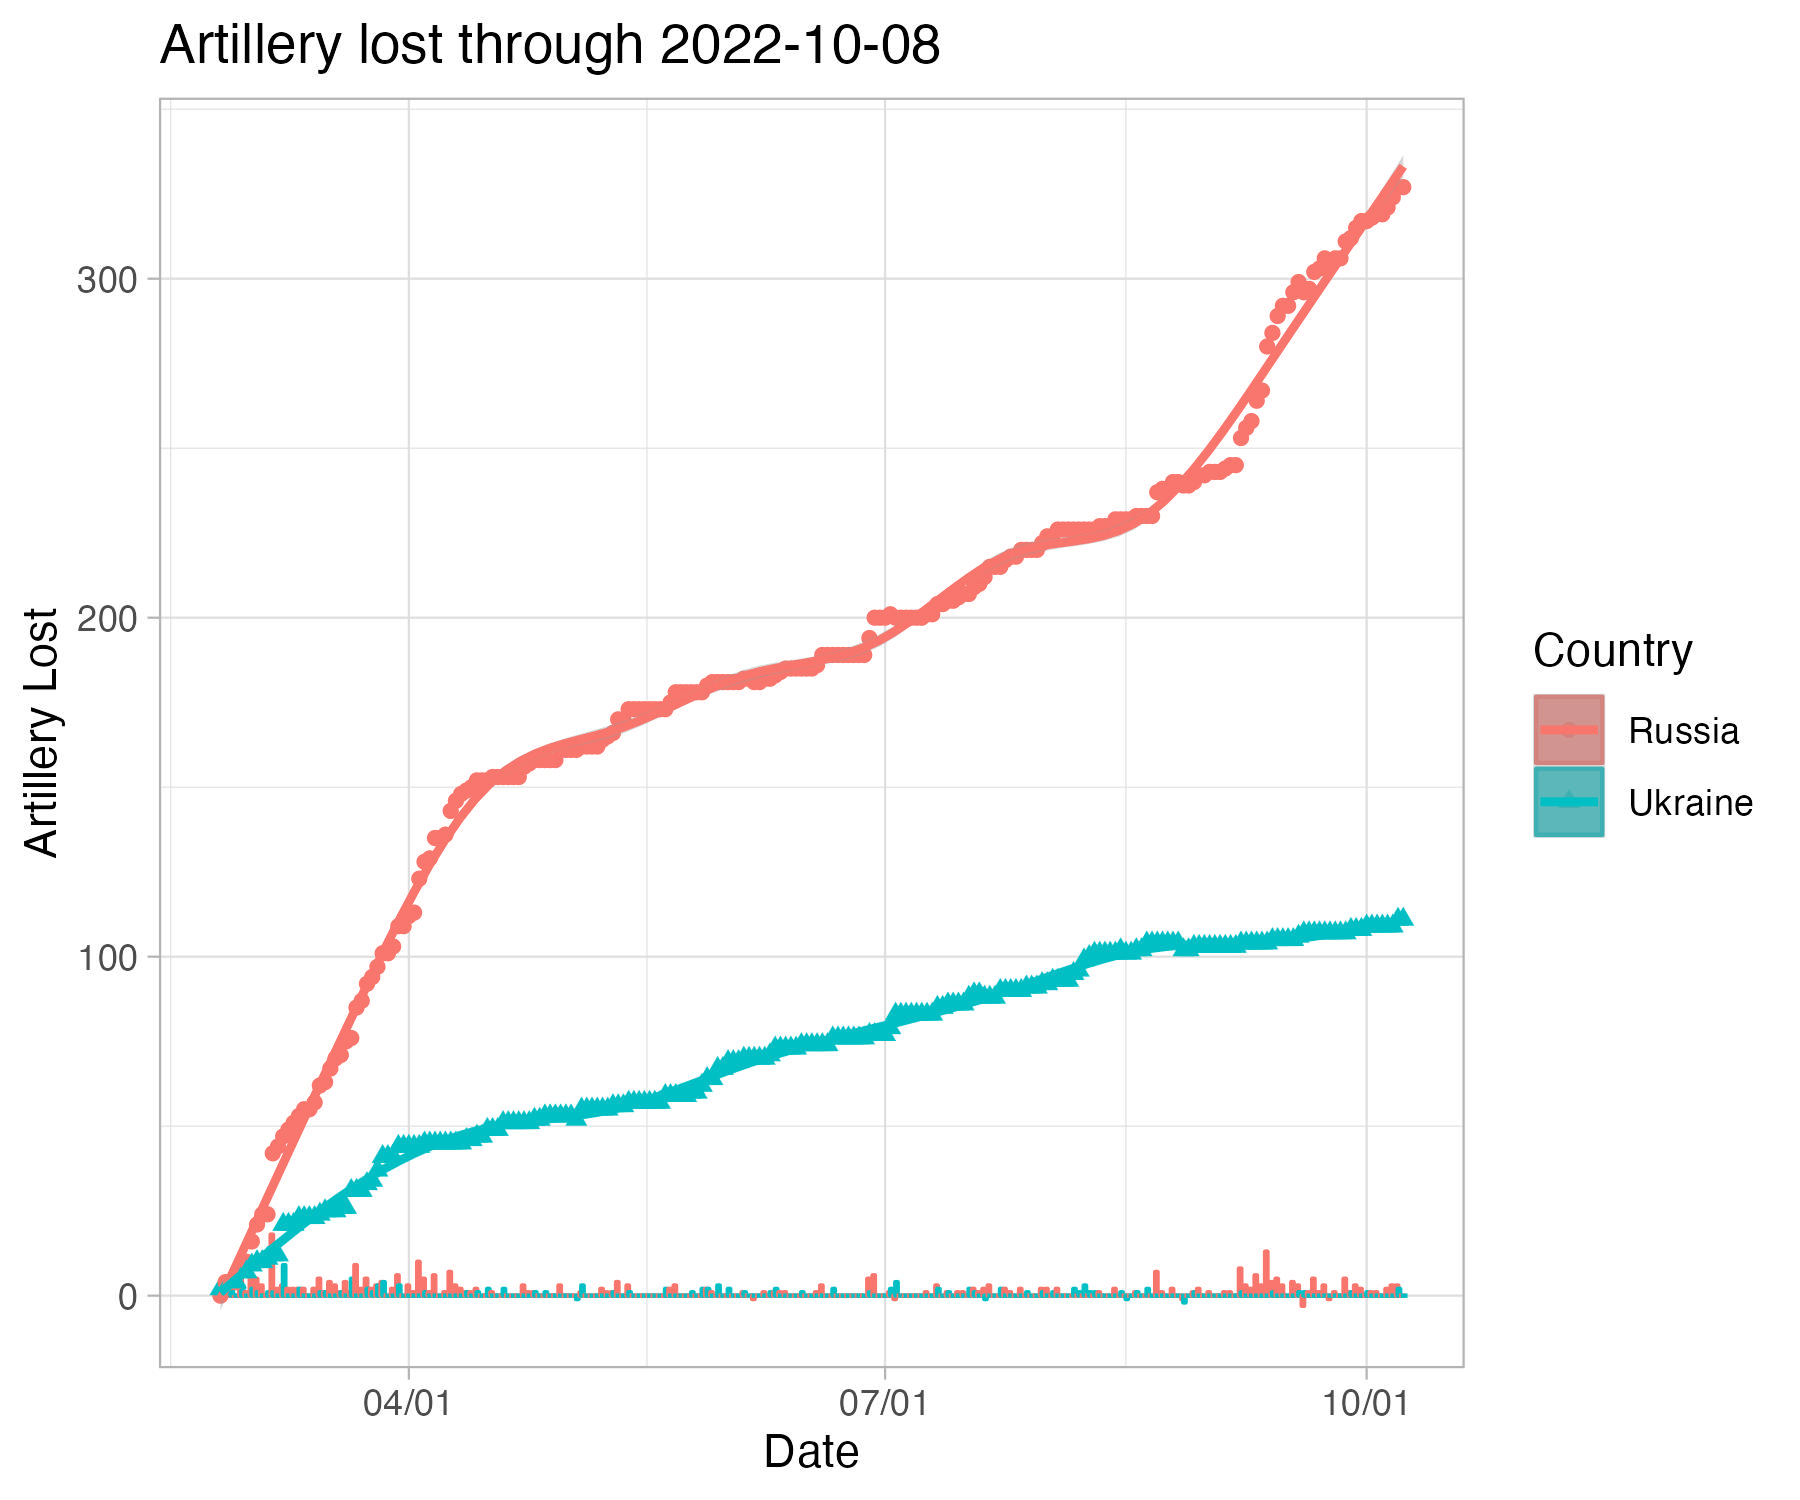 Artillery lost through 2022-10-08
Artillery Lost
300
200
100
0
04/01
07/01
10/01
Date
Country
Russia
Ukraine